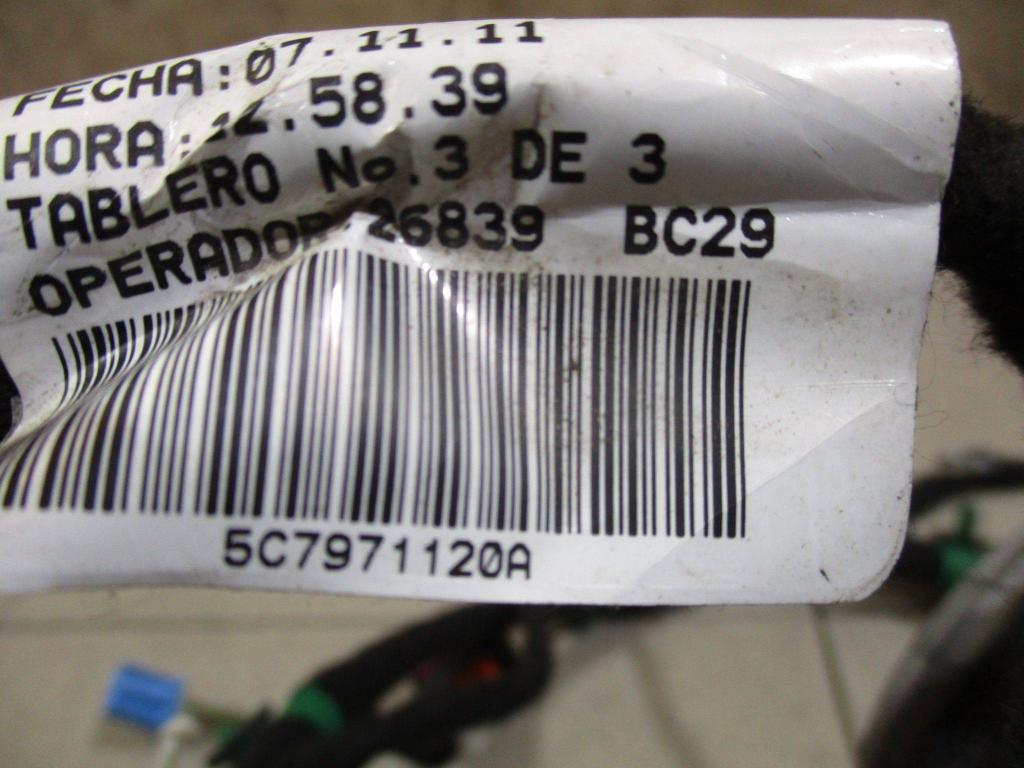 FECHA:07.11.11
HORA:12.58.39
TABLERO No.3 DE 3
OPERADOR 26839 BC29
5C7971120A